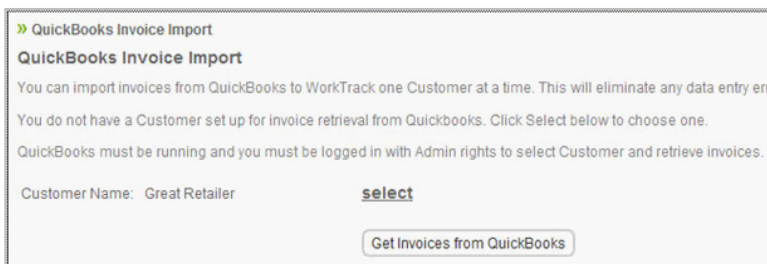 » QuickBooks Invoice Import
QuickBooks Invoice Import
You can import invoices from QuickBooks to WorkTrack one Customer at a time. This will eliminate any data entry
You do not have a Customer set up for invoice retrieval from Quickbooks. Click Select below to choose one.
QuickBooks must be running and you must be logged in with Admin rights to select Customer and retrieve invoices.
Customer Name: Great Retailer select
Get Invoices from QuickBooks